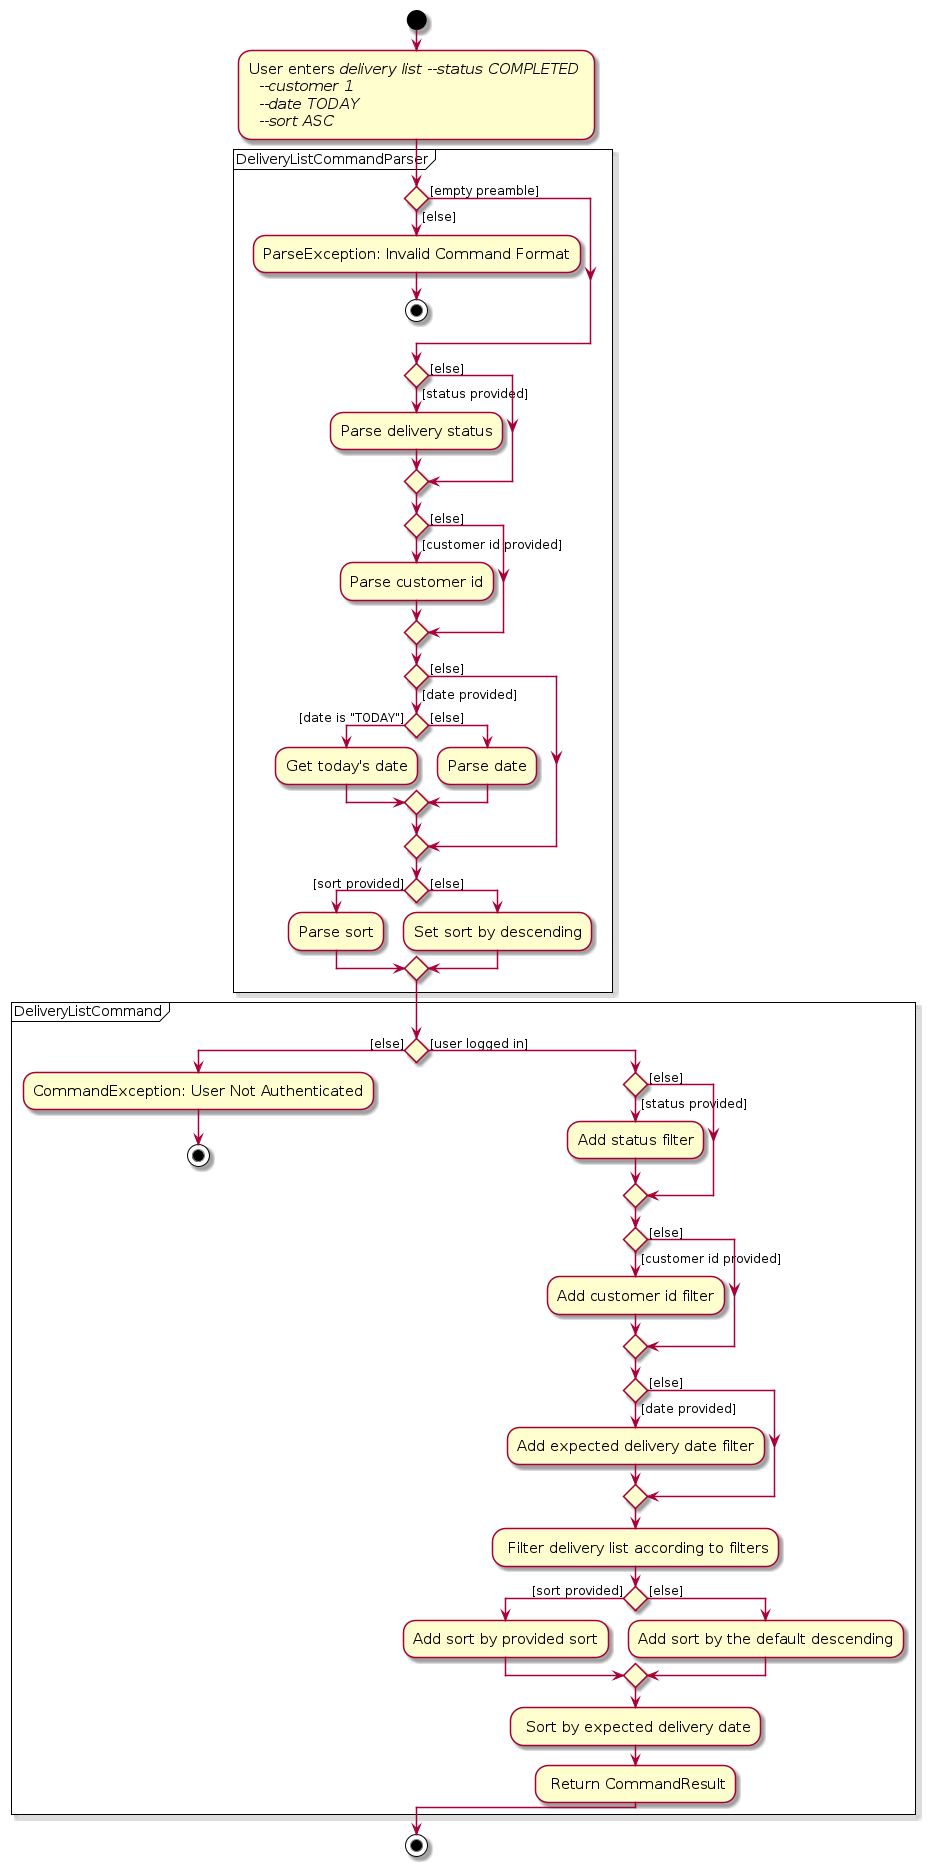 User enters delivery list --status COMPLETED
--customer 1
--date TODAY
--sort ASC
DeliveryListCommandParser
[empty preamble]
[else]
ParseException: Invalid Command Format
[else]
[status provided]
Parse delivery status
[else]
[customer id provided]
Parse customer id
[else]
[date provided]
[date is "TODAY"] [else]
Get today's date Parse date
[sort provided] [else]
Parse sort Set sort by descending
DeliveryListCommand
[else] [user logged in]
CommandException: User Not Authenticated
[else]
[status provided]
Add status filter
[else]
[customer id provided]
Add customer id filter
[else]
[date provided]
Add expected delivery date filter
Filter delivery list according to filters
[sort provided] [else]
Add sort by provided sort Add sort by the default descending
Sort by expected delivery date
Return CommandResult